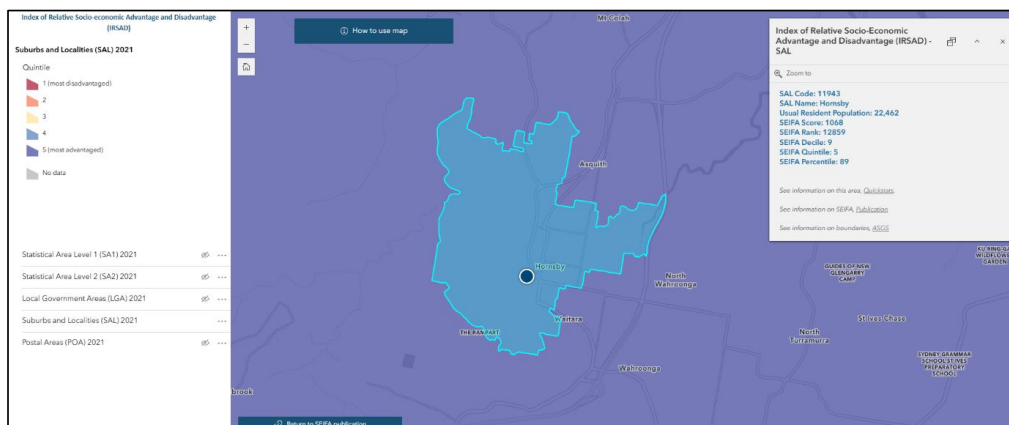 Index of Relative Socio-economic Advantage and Disadvantage
(IRSAD)
Suburbs and Localities (SAL) 2021
Quintile
1 (most disadvantaged)
2
3
4
5 (most advantaged)
No data
Statistical Area Level 1 (SA1) 2021
Statistical Area Level 2 (SA2) 2021
Local Government Areas (LGA) 2021
Suburbs and Localities (SAL) 2021
Postal Areas (POA) 2021
How to use map
Mt Colah
Asquith
Hornsby
North
Wahroonga
Waitara
Wahroonga
brook
GUIDES OF NSW
GLENGARRY
CAMP
KU-RING-GA
WILDFLOWER
GARDEN
St Ives Chase
North
Turramurra
SYDNEY GRAMMAR
SCHOOL ST IVES
PREPARATORY
SCHOOL
Return to SEIFA publication
Index of Relative Socio-Economic
Advantage and Disadvantage (IRSAD) -
SAL
Zoom to
SAL Code: 11943
SAL Name: Hornsby
Usual Resident Population: 22,462
SEIFA Score: 1068
SEIFA Rank: 12859
SEIFA Decile: 9
SEIFA Quintile: 5
SEIFA Percentile: 89
See information on this area, Quickstats.
See information on SEIFA, Publication
See information on boundaries, ASGS